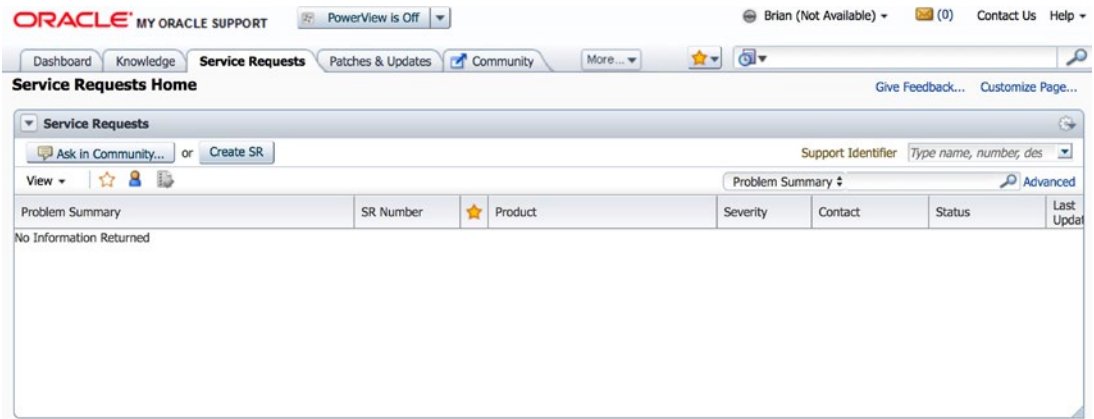 ORACLE MY ORACLE SUPPORT PowerView is Off Brian (Not Available) (0) Contact Us Help
Dashboard Knowledge Service Requests Patches & Updates Community More...
Service Requests Home Give Feedback... Customize Page...
Service Requests
Ask in Community... or Create SR Support Identifier Type name, number, des
View Problem Summary Advanced
Problem Summary SR Number Product Severity Contact Status Last
Updat
No Information Returned